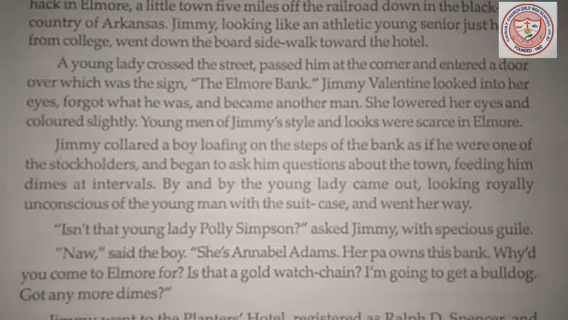 hack in Elmore, a little town five miles off the railroad down in the black-
country of Arkansas. Jimmy, looking like an athletic young senior just h
from college, went down the board side-walk toward the hotel.
A young lady crossed the street, passed him at the corner and entered a door
over which was the sign, "The Elmore Bank." Jimmy Valentine looked into her
eyes, forgot what he was, and became another man. She lowered her eyes and
coloured slightly. Young men of Jimmy's style and looks were scarce in Elmore.
Jimmy collared a boy loafing on the steps of the bank as if he were one of
the stockholders, and began to ask him questions about the town, feeding him
dimes at intervals. By and by the young lady came out, looking royally
unconscious of the young man with the suit- case, and went her way.
"Isn't that young lady Polly Simpson?" asked Jimmy, with specious guile.
"Naw," said the boy. "She's Annabel Adams. Her pa owns this bank. Why'd
you come to Elmore for? Is that a gold watch-chain? I'm going to get a bulldog.
Got any more dimes?"
Jimmy went to the Planters' Hotel, registered as Ralph D. Spencer, and